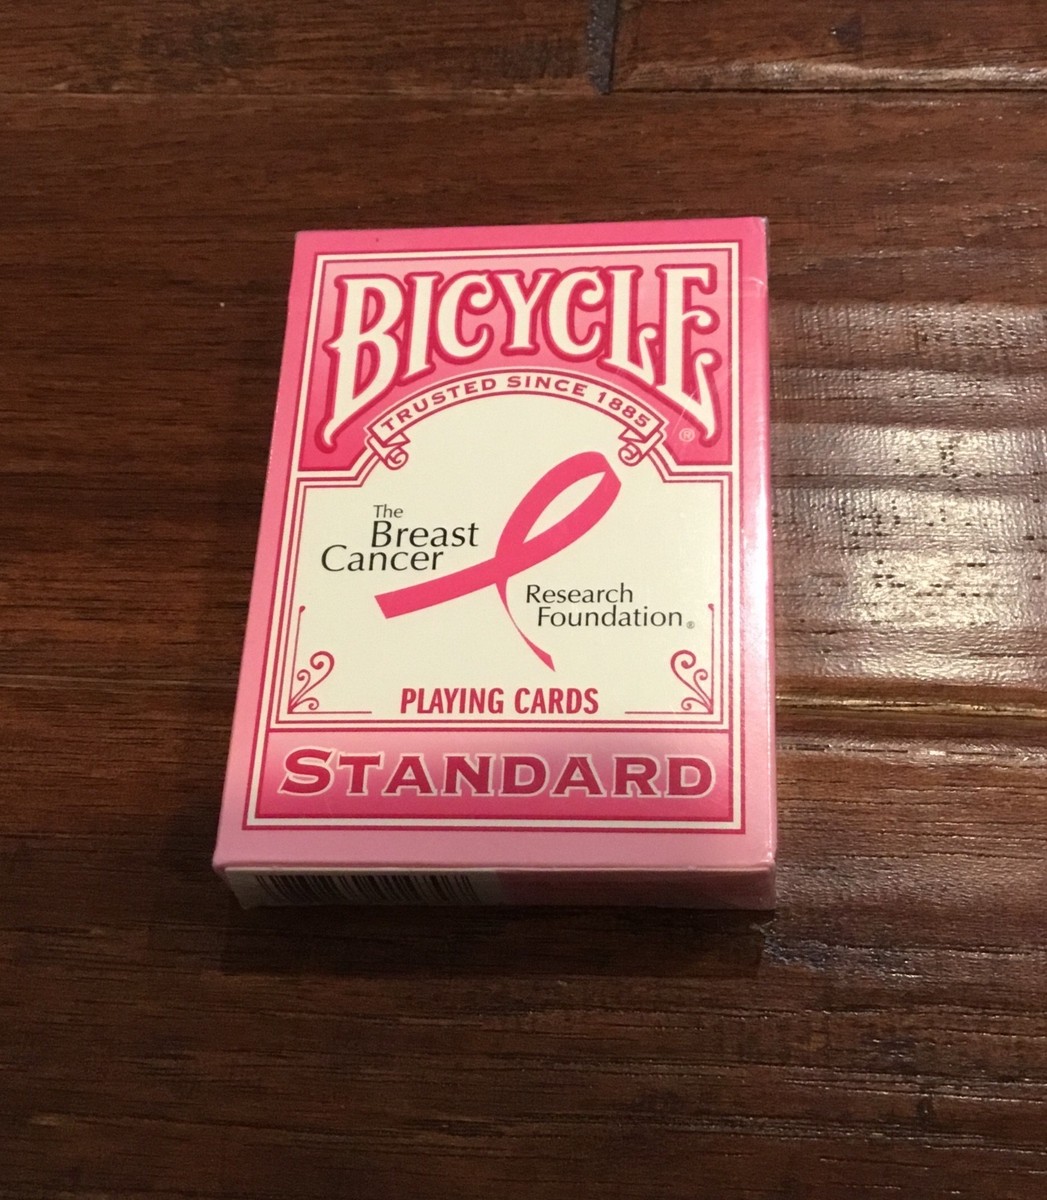 BICYCLE
®
TRUSTED SINCE 1885
The
Breast
Cancer
Research
Foundation®
PLAYING CARDS
STANDARD